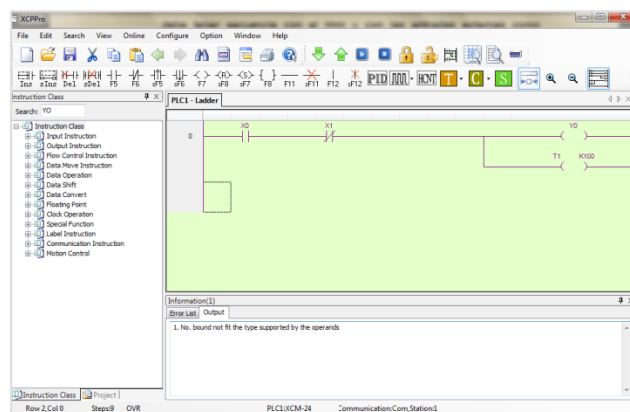 XCPPro
File Edit Search View Online Configure Option Window Help
Ins sIns Del sDel F5 F6 sF5 sF6 F7 sF7 sF8 F8 F11 sF11 F12 sF12 PID HCNT T C S
Instruction Class
PLC1 - Ladder
Search: YO
Instruction Class
Input Instruction
Output Instruction
Flow Control Instruction
Data Move Instruction
Data Operation
Data Shift
Data Convert
Floating Point
Clock Operation
Special Function
Label Instruction
Communication Instruction
Motion Control
0 X0 X1 Y0
T1 K100
Information(1)
Error List Output
1. No. bound not fit the type supported by the operands
Instruction Class Project
Row 2,Col 0 Steps:9 OVR PLC1:XCM-24 Communication:Com,Station:1